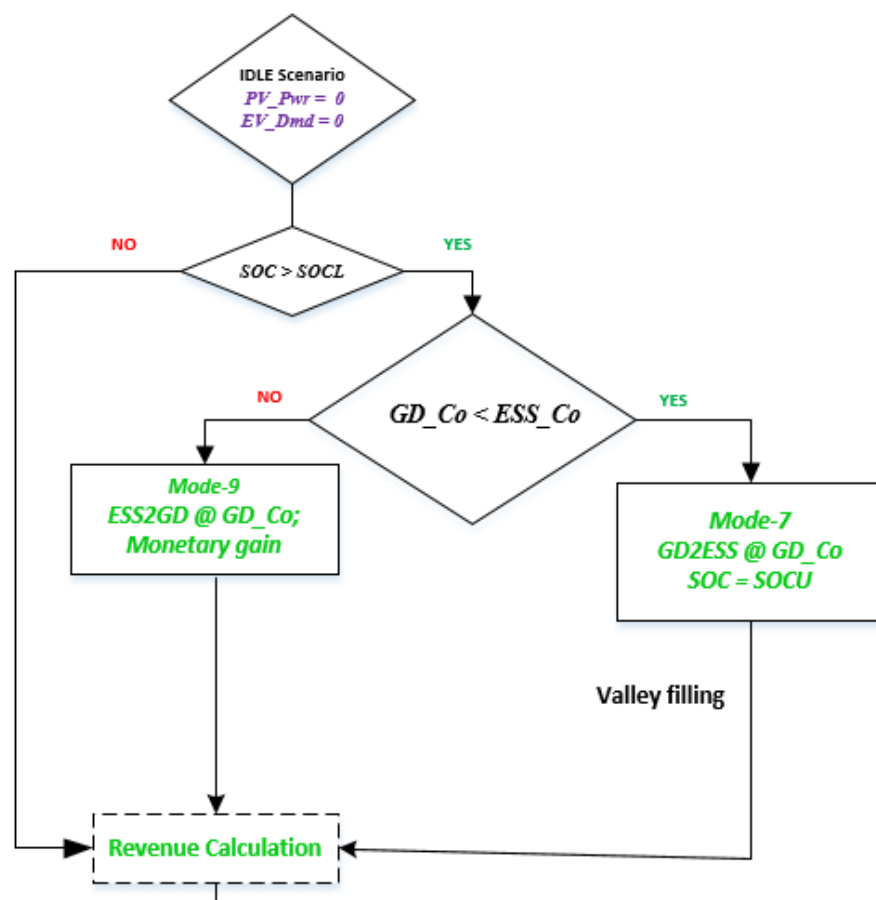 IDLE Scenario
PV_Pwr = 0
EV_Dmd = 0
NO
YES
SOC > SOCL
NO
YES
GD_Co < ESS_Co
Mode-9
ESS2GD @ GD_Co;
Monetary gain
Mode-7
GD2ESS @ GD_Co
SOC = SOCU
Valley filling
Revenue Calculation